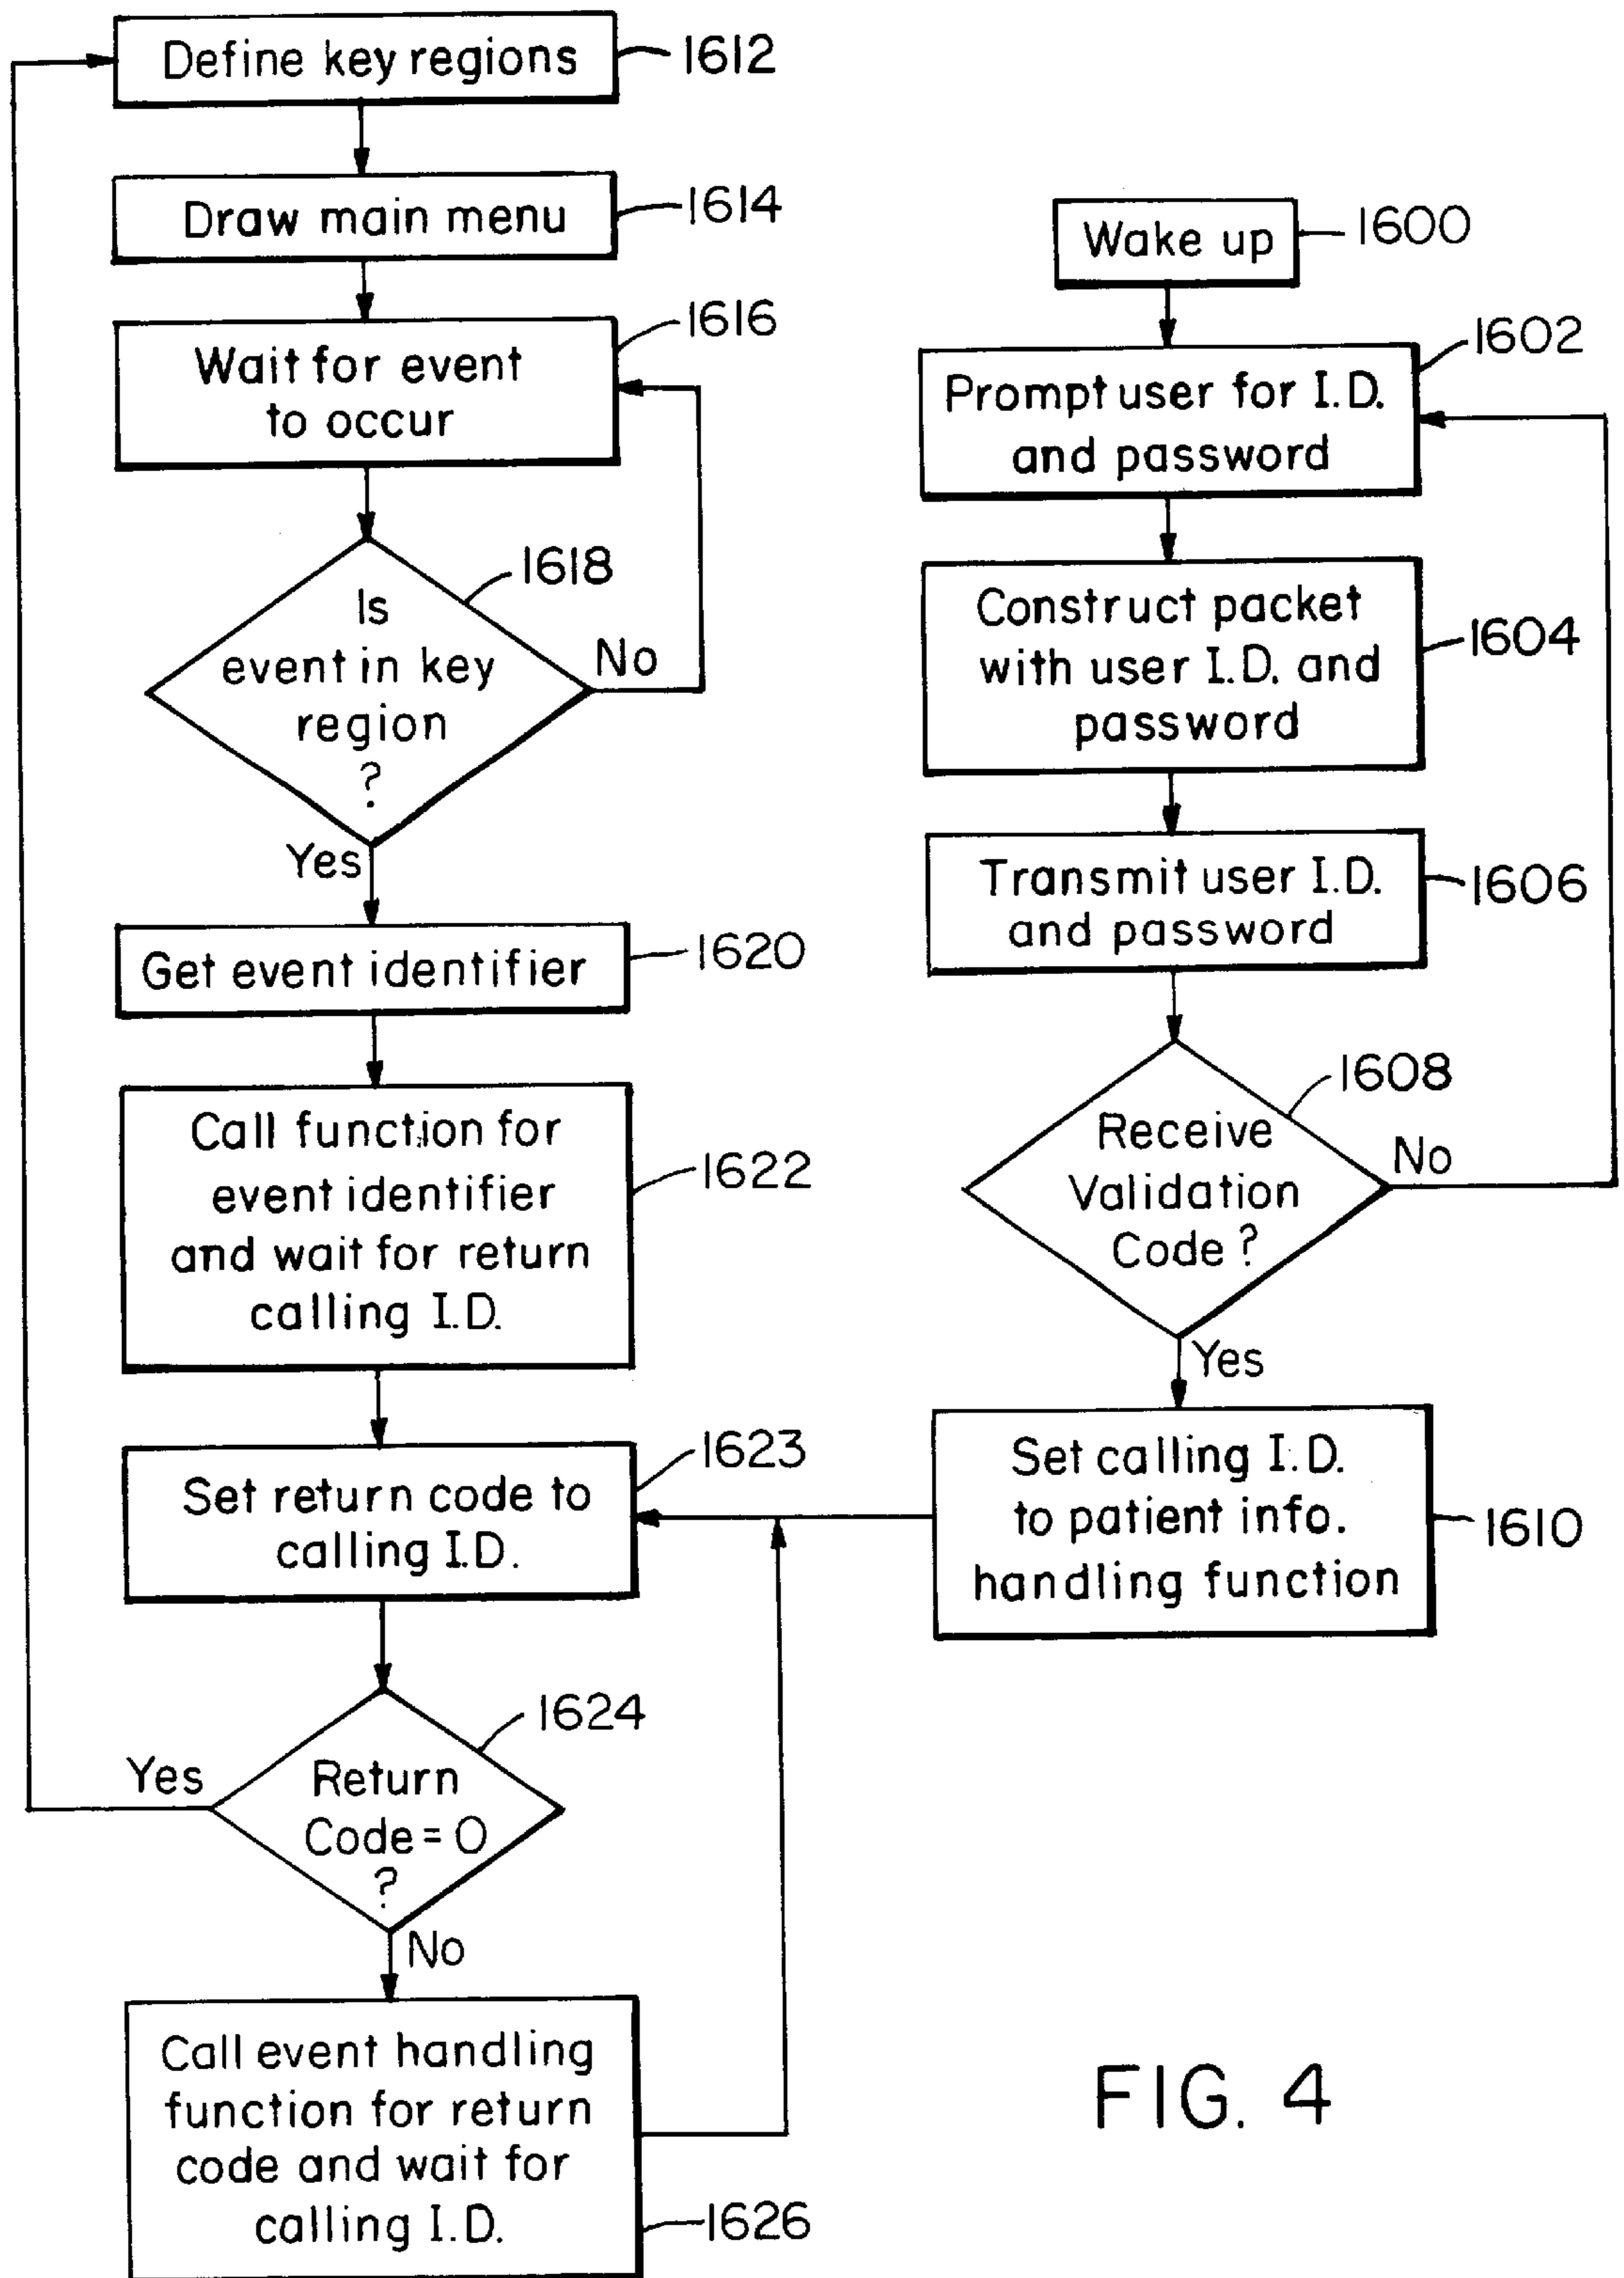 Define key regions
1612
Draw main menu
1614
Wait for event
to occur
1616
Is
event in key
region
?
1618
No
Yes
Get event identifier
1620
Call function for
event identifier
and wait for return
calling I.D.
1622
Set return code to
calling I.D.
1623
Return
Code = 0
?
1624
Yes
No
Call event handling
function for return
code and wait for
calling I.D.
1626
Wake up
1600
Prompt user for I.D.
and password
1602
Construct packet
with user I.D. and
password
1604
Transmit user I.D.
and password
1606
Receive
Validation
Code ?
1608
No
Yes
Set calling I.D.
to patient info.
handling function
1610
FIG. 4